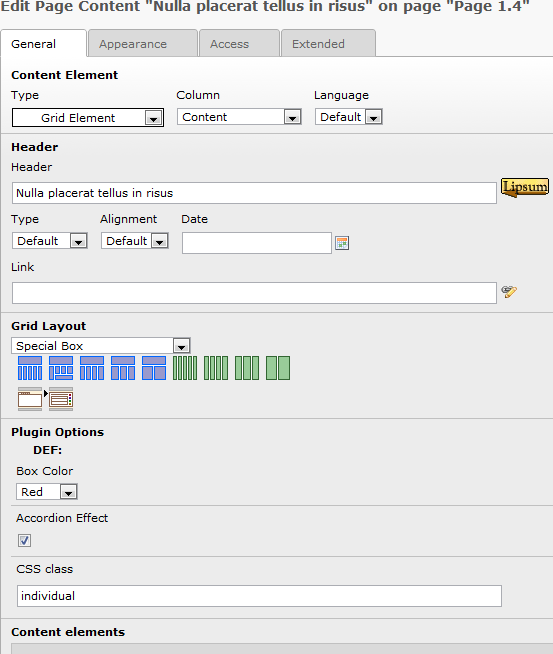 Edit Page Content "Nulla placerat tellus in risus" on page "Page 1.4"
General Appearance Access Extended
Content Element
Type Column Language
Grid Element Content Default
Header
Header
Nulla placerat tellus in risus Lipsum
Type Alignment Date
Default Default
Link
Grid Layout
Special Box
Plugin Options
DEF:
Box Color
Red
Accordion Effect
CSS class
individual
Content elements